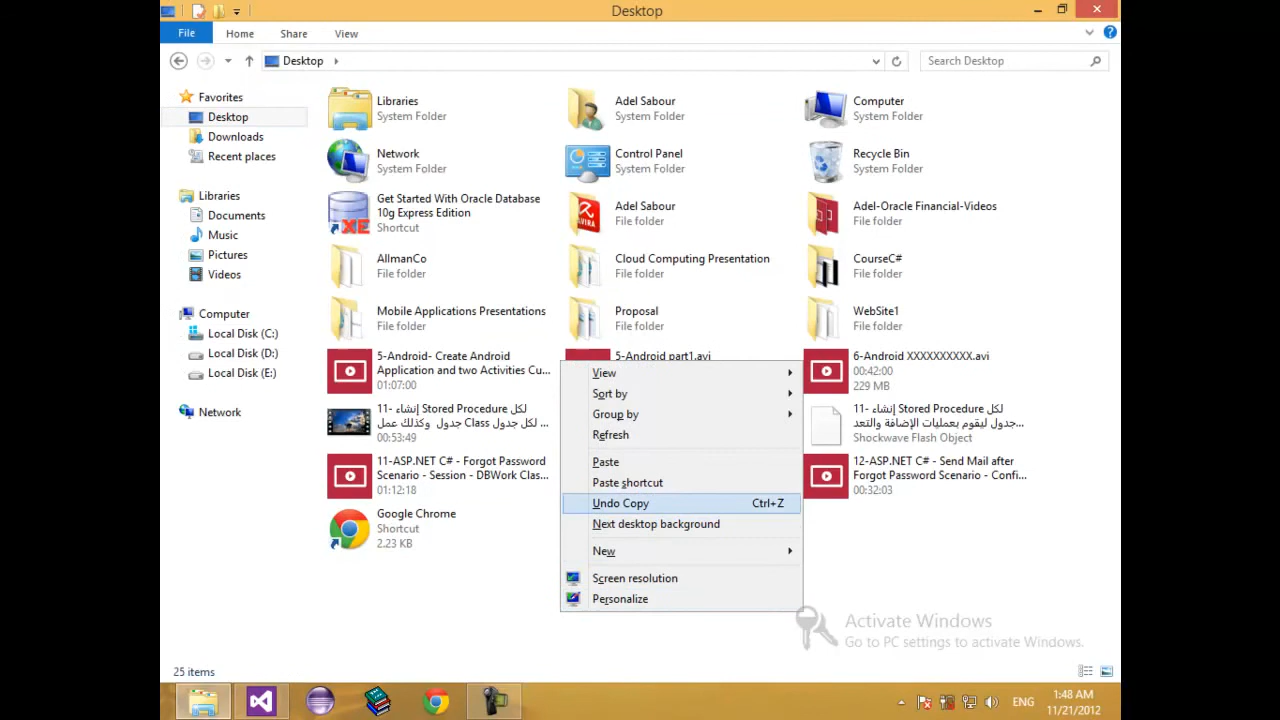 Desktop
File
Home
Share
View
Desktop
Search Desktop
Favorites
Desktop
Downloads
Recent places
Libraries
Documents
Music
Pictures
Videos
Computer
Local Disk (C:)
Local Disk (D:)
Local Disk (E:)
Network
Libraries
System Folder
Adel Sabour
System Folder
Computer
System Folder
Network
System Folder
Control Panel
System Folder
Recycle Bin
System Folder
Get Started With Oracle Database
10g Express Edition
Shortcut
Adel Sabour
File folder
Adel-Oracle Financial-Videos
File folder
AllmanCo
File folder
Cloud Computing Presentation
File folder
CourseC#
File folder
Mobile Applications Presentations
File folder
Proposal
File folder
WebSite1
File folder
5-Android- Create Android
Application and two Activities Cu...
01:07:00
5-Android part1.avi
6-Android XXXXXXXXXX.avi
00:42:00
229 MB
11- إنشاء Stored Procedure لكل
جدول وكذلك عمل Class لكل جدول ...
00:53:49
11- إنشاء Stored Procedure لكل
جدول ليقوم بعمليات الإضافة والتعد...
Shockwave Flash Object
11-ASP.NET C# - Forgot Password
Scenario - Session - DBWork Clas...
01:12:18
12-ASP.NET C# - Send Mail after
Forgot Password Scenario - Confi...
00:32:03
Google Chrome
Shortcut
2.23 KB
View
Sort by
Group by
Refresh
Paste
Paste shortcut
Undo Copy Ctrl+Z
Next desktop background
New
Screen resolution
Personalize
Activate Windows
Go to PC settings to activate Windows.
25 items
ENG
1:48 AM
11/21/2012